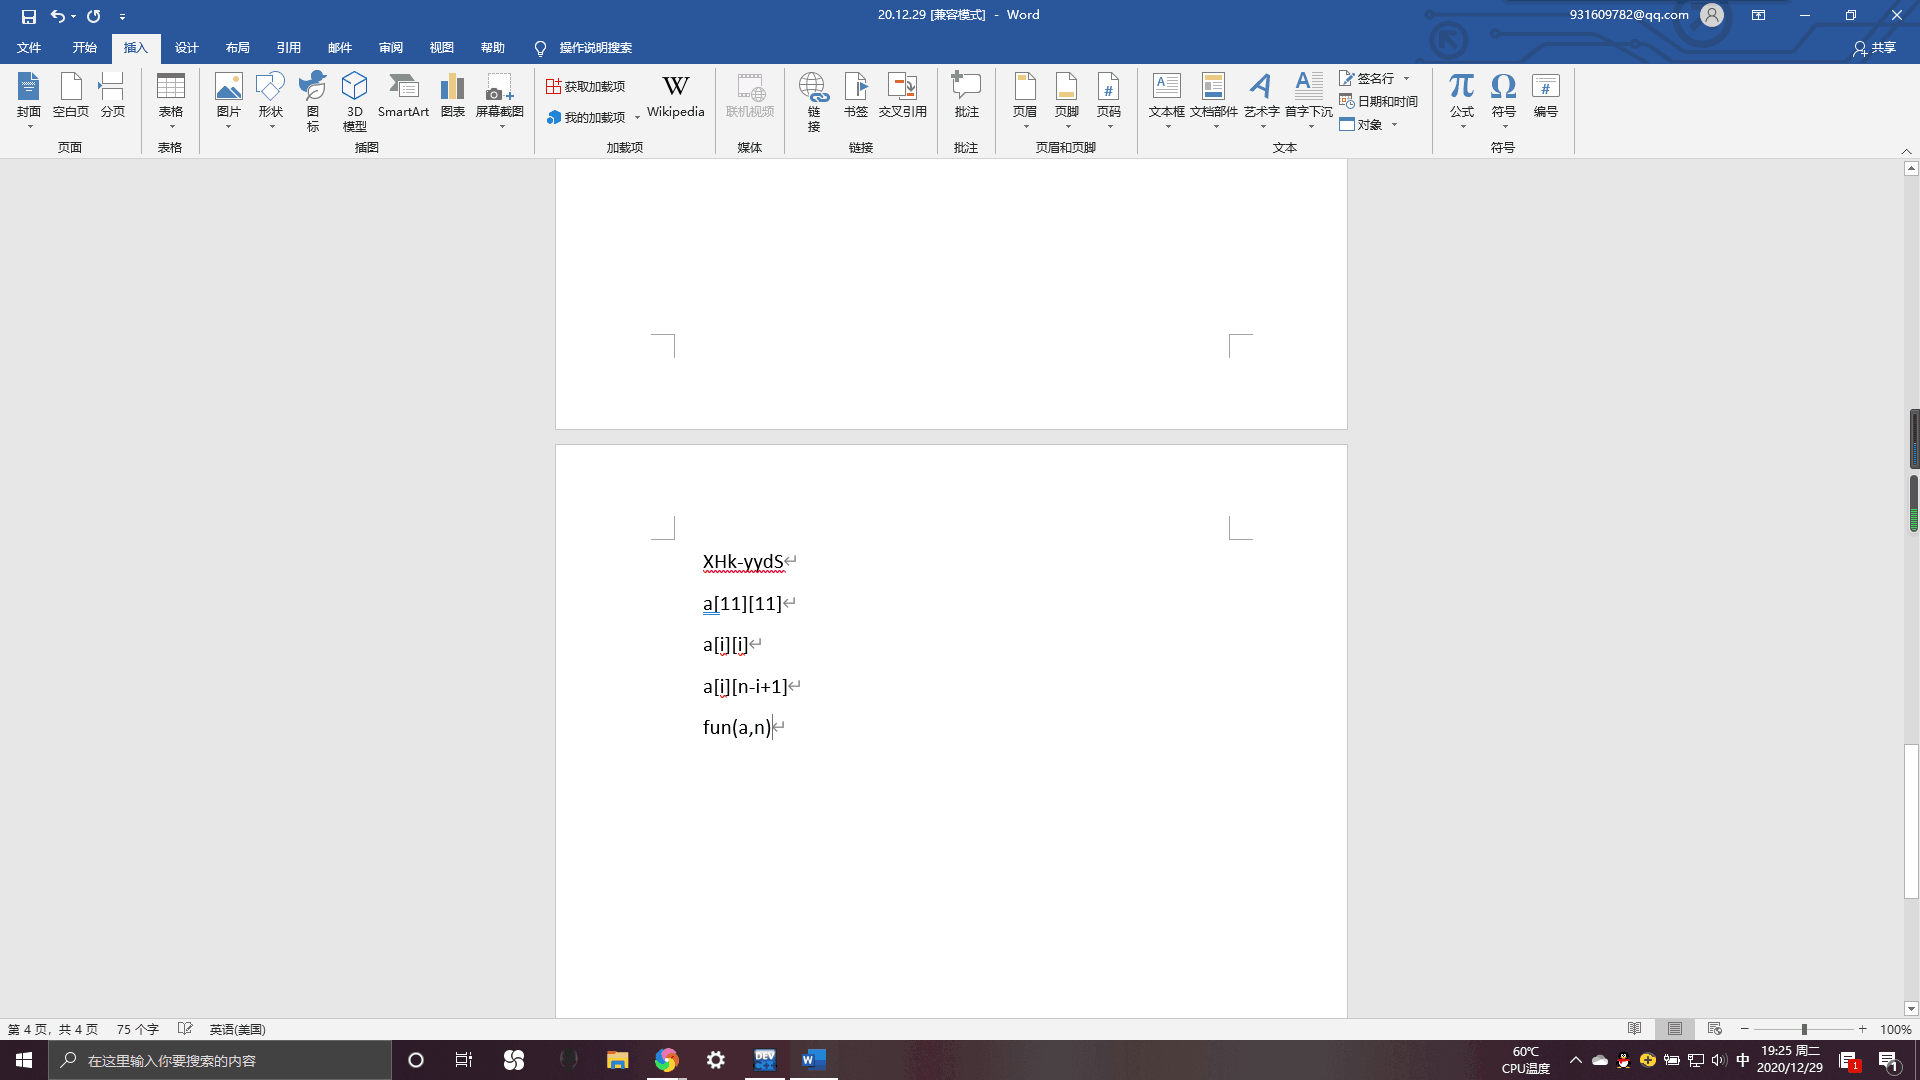 20.12.29 [兼容模式] - Word
931609782@qq.com
文件 开始 插入 设计 布局 引用 邮件 审阅 视图 帮助 操作说明搜索 共享
封面 空白页 分页
页面
表格
表格
图片 形状 图标 3D 模型 SmartArt 图表 屏幕截图
插图
获取加载项
我的加载项
W Wikipedia
加载项
联机视频
媒体
链接 书签 交叉引用
链接
批注
批注
页眉 页脚 页码
页眉和页脚
文本框 文档部件 艺术字 首字下沉
签名行
日期和时间
对象
文本
公式 符号 编号
符号
XHk-yydS
a[11][11]
a[i][i]
a[i][n-i+1]
fun(a,n)
第 4 页，共 4 页 75 个字 英语(美国)
100%
在这里输入你要搜索的内容
DEV C++
W
60℃
CPU温度
中
19:25 周二
2020/12/29
1
1